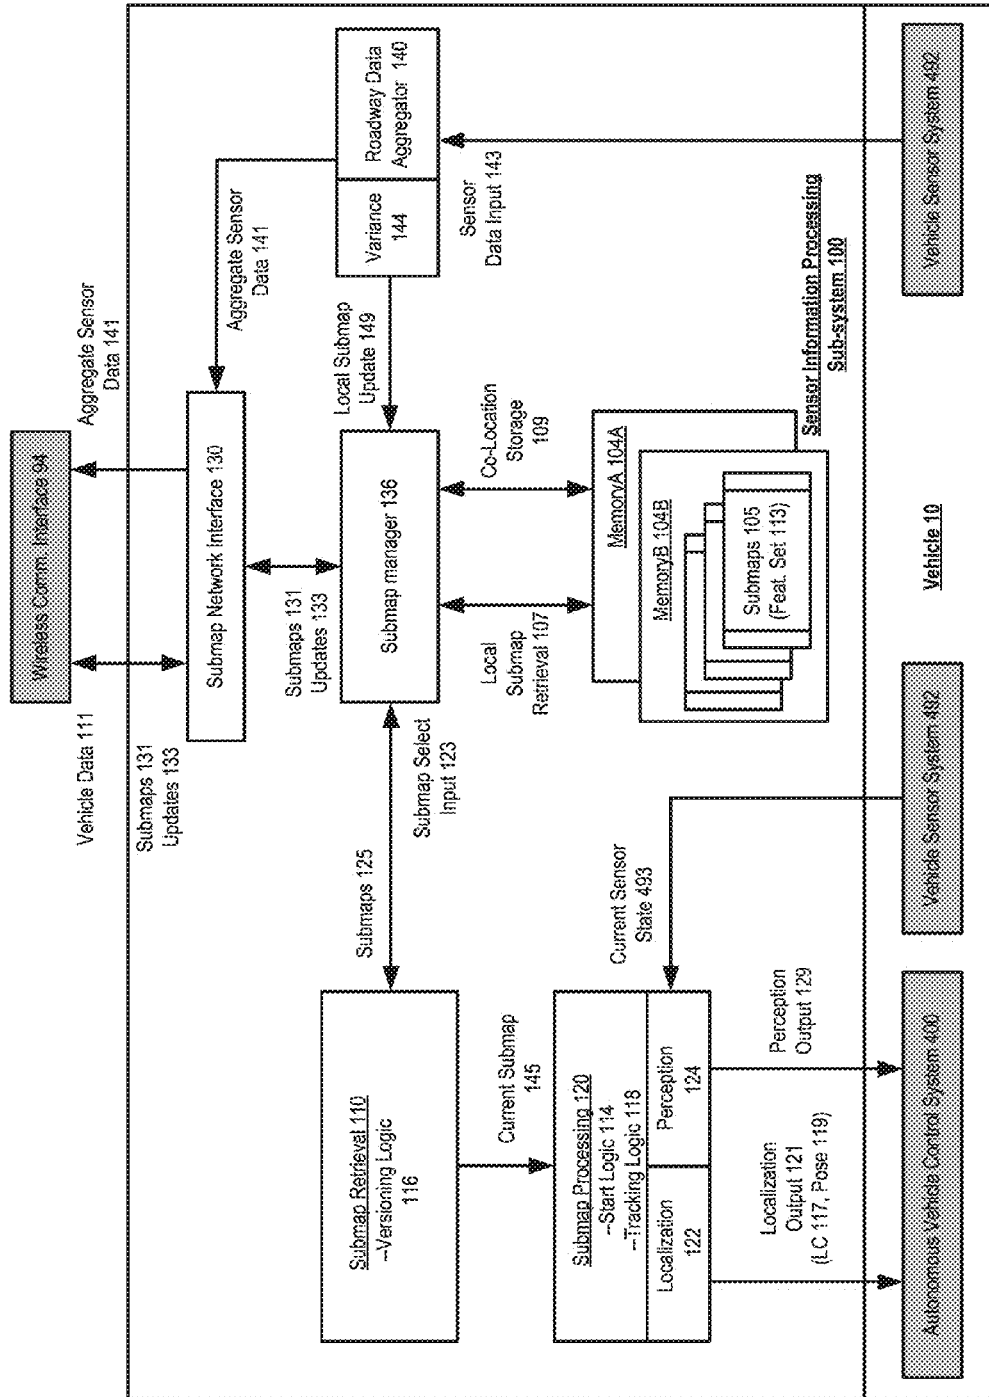 Wireless Comm. Interface 94
Vehicle Data 111
Submaps 131
Updates 133
Aggregate Sensor
Data 141
Submap Network Interface 130
Aggregate Sensor
Data 141
Submaps 131
Updates 133
Submap Retrieval 110
--Versioning Logic
116
Submaps 125
Submap Select
Input 123
Submap manager 136
Local Submap
Update 149
Variance
144
Roadway Data
Aggregator 140
Current Submap
145
Local
Submap
Retrieval 107
Co-Location
Storage
109
Sensor
Data Input 143
Submap Processing 120
--Start Logic 114
--Tracking Logic 118
Localization
122
Perception
124
Current Sensor
State 493
MemoryA 104A
MemoryB 104B
Submaps 105
(Feat. Set 113)
Sensor Information Processing
Sub-system 100
Localization
Output 121
(LC 117, Pose 119)
Perception
Output 129
Vehicle 10
Autonomous Vehicle Control System 400
Vehicle Sensor System 492
Vehicle Sensor System 492